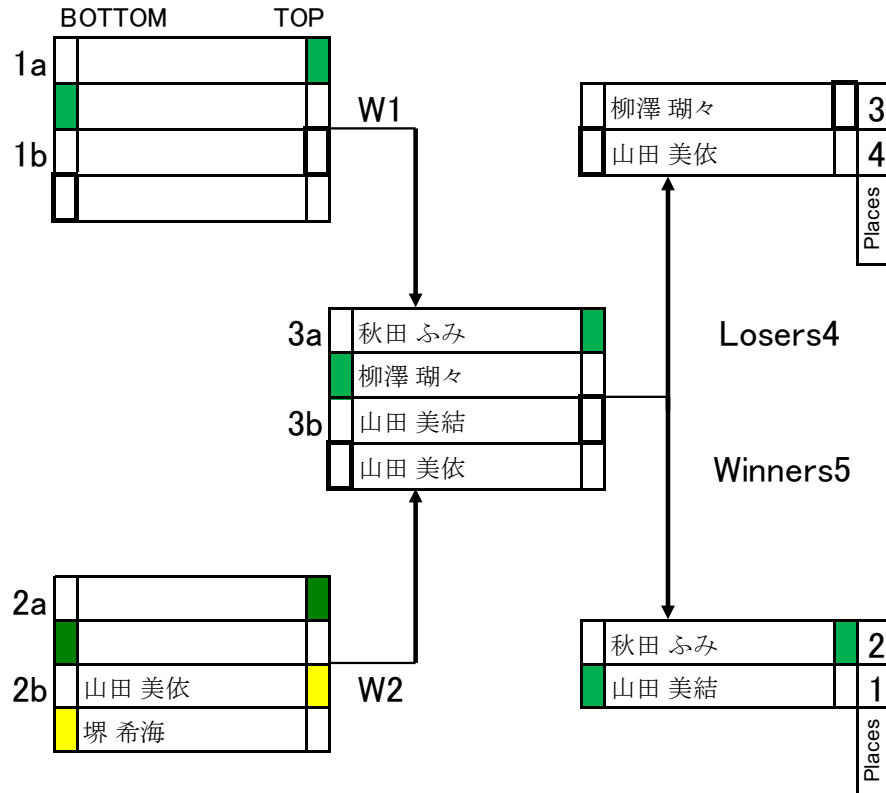 BOTTOM TOP
1a
W1
1b
柳澤 瑚々 3
山田 美依 4
Places
3a 秋田 ふみ
柳澤 瑚々
3b 山田 美結
山田 美依
Losers4
Winners5
2a
2b 山田 美依
堺 希海
W2
秋田 ふみ 2
山田 美結 1
Places